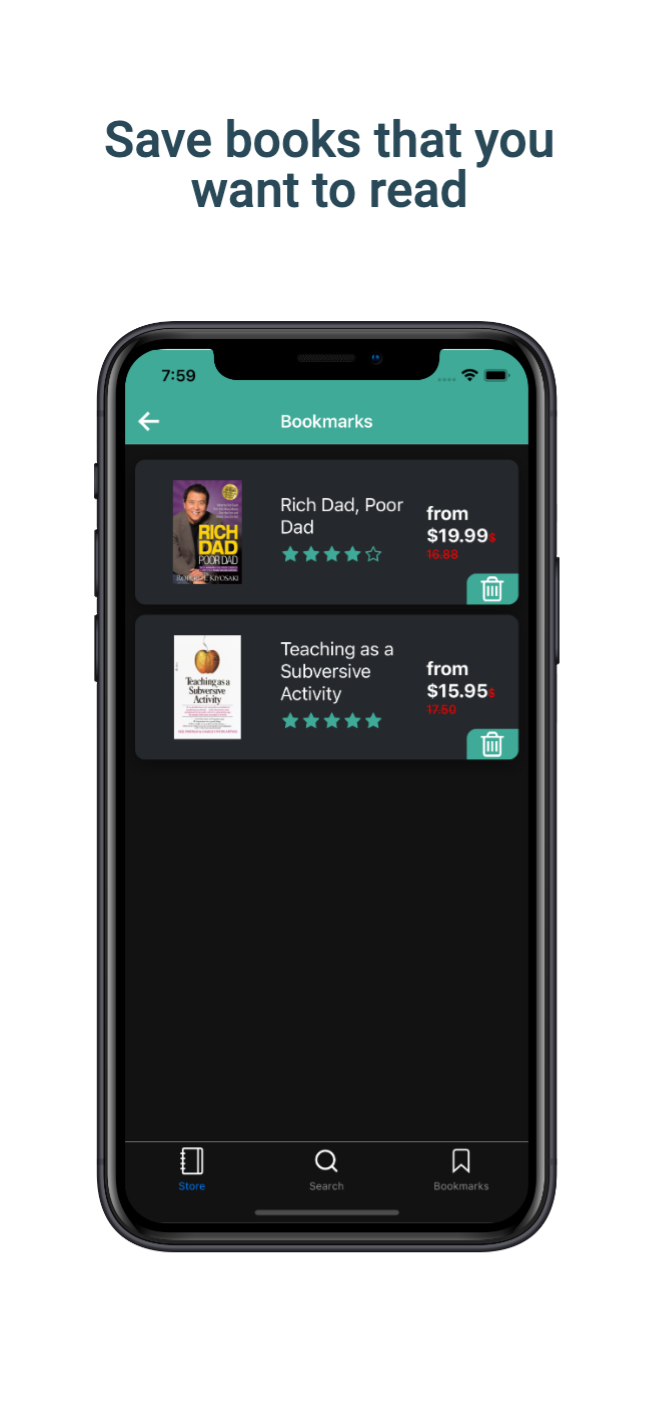 Save books that you
want to read
7:59
Bookmarks
RICH
DAD
POOR DAD
ROBERT T. KIYOSAKI
Rich Dad, Poor
Dad
from
$19.99$
16.88
Teaching as a
Subversive
Activity
Teaching as a
Subversive
Activity
from
$15.95$
17.50
Store
Search
Bookmarks